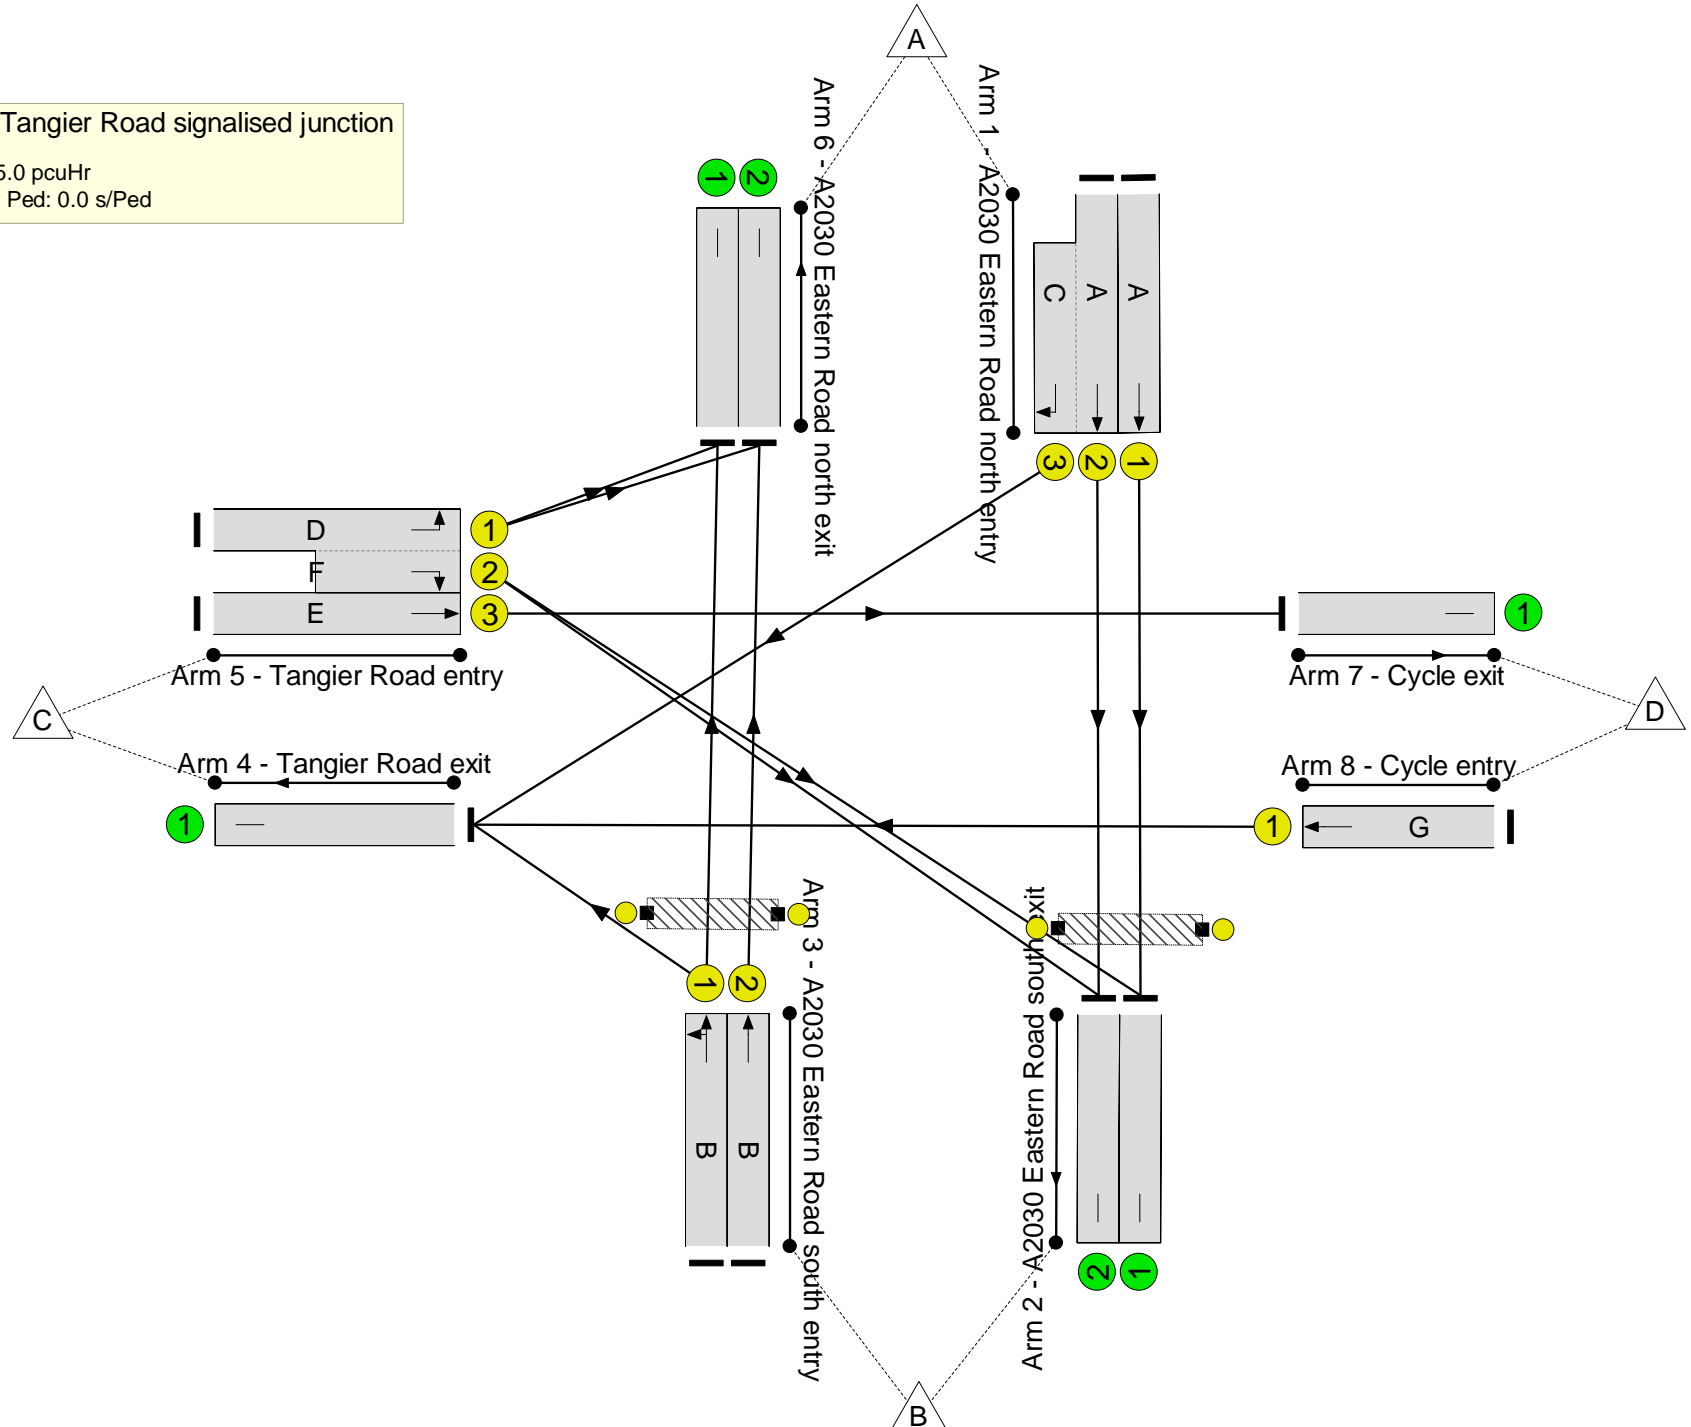 A
Tangier Road signalised junction
5.0 pcuHr
Ped: 0.0 s/Ped
Arm 6 - A2030 Eastern Road north exit
Arm 1 - A2030 Eastern Road north entry
1
2
C
A
A
3
2
1
D
F
E
1
2
3
1
Arm 5 - Tangier Road entry
Arm 7 - Cycle exit
C
D
Arm 4 - Tangier Road exit
Arm 8 - Cycle entry
1
1
G
Arm 3 - A2030 Eastern Road south entry
Arm 2 - A2030 Eastern Road south exit
1
2
B
B
2
1
B